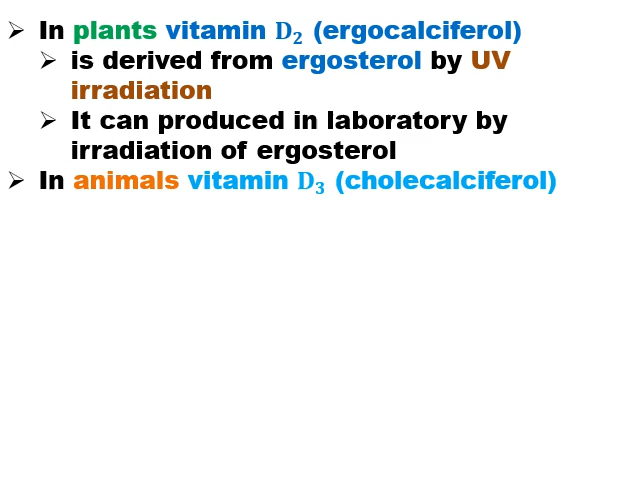 ➢ In plants vitamin D₂ (ergocalciferol)
➢ is derived from ergosterol by UV
irradiation
➢ It can produced in laboratory by
irradiation of ergosterol
➢ In animals vitamin D₃ (cholecalciferol)